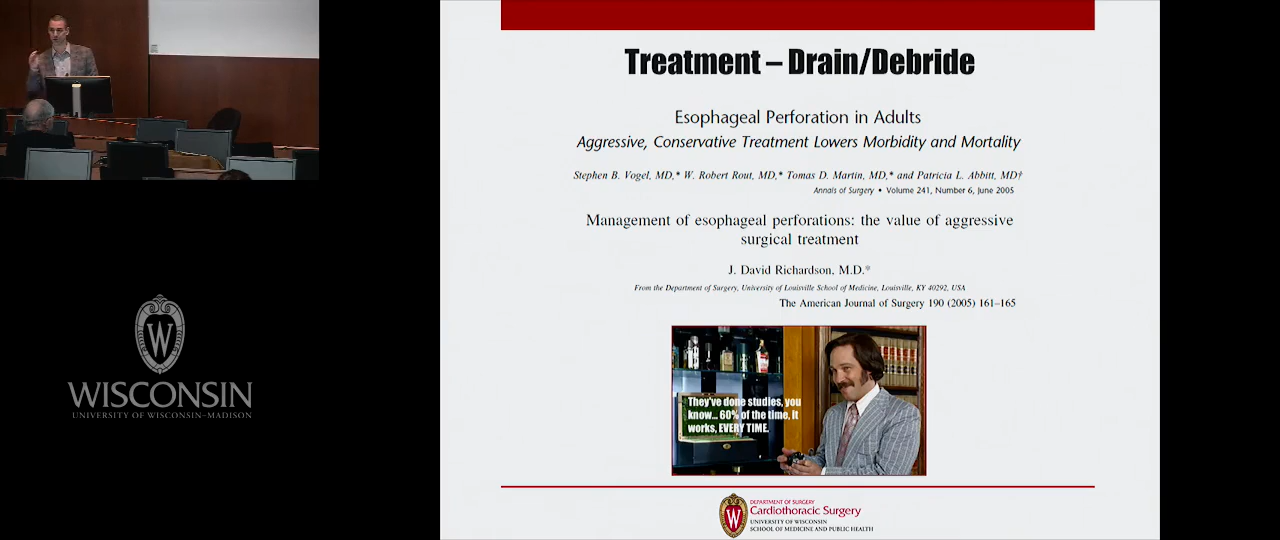 Treatment – Drain/Debride
Esophageal Perforation in Adults
Aggressive, Conservative Treatment Lowers Morbidity and Mortality
Stephen B. Vogel, MD,* W. Robert Rout, MD,* Tomas D. Martin, MD,* and Patricia L. Abbitt, MD†
Annals of Surgery • Volume 241, Number 6, June 2005
Management of esophageal perforations: the value of aggressive
surgical treatment
J. David Richardson, M.D.*
From the Department of Surgery, University of Louisville School of Medicine, Louisville, KY 40292, USA
The American Journal of Surgery 190 (2005) 161–165
They've done studies, you
know... 60% of the time, it
works, EVERY TIME.
W
WISCONSIN
UNIVERSITY OF WISCONSIN–MADISON
W
DEPARTMENT OF SURGERY
Cardiothoracic Surgery
UNIVERSITY OF WISCONSIN
SCHOOL OF MEDICINE AND PUBLIC HEALTH